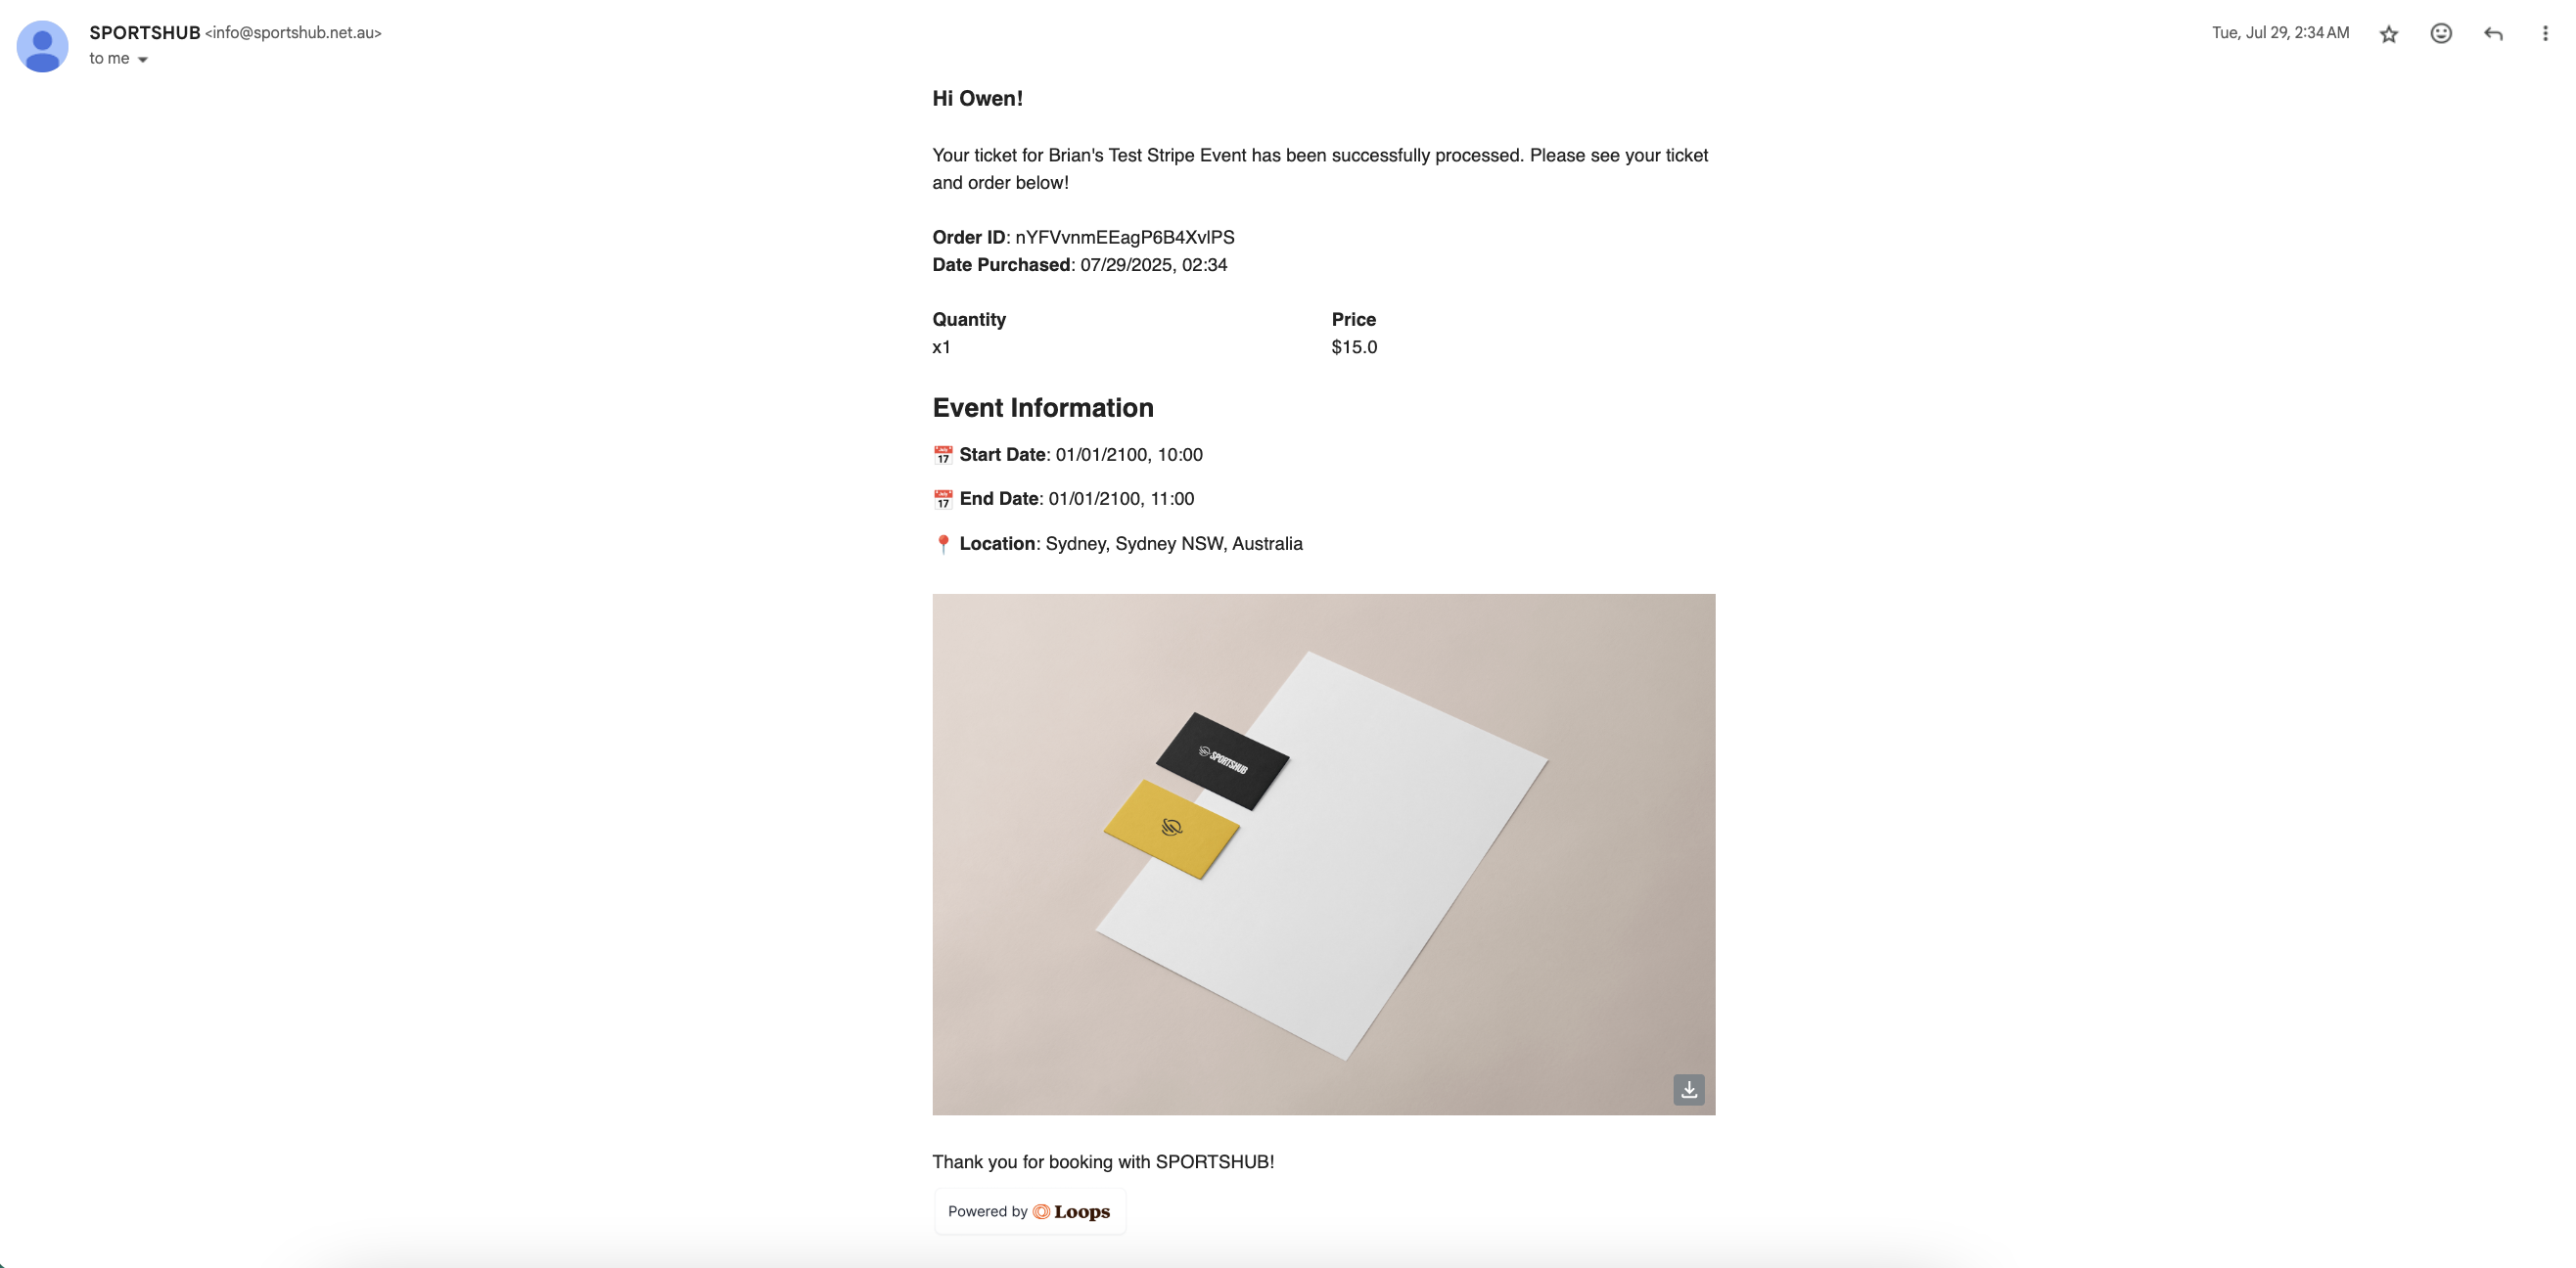 SPORTSHUB <info@sportshub.net.au>
Tue, Jul 29, 2:34 AM
to me
Hi Owen!
Your ticket for Brian's Test Stripe Event has been successfully processed. Please see your ticket
and order below!
Order ID: nYFVvnmEEagP6B4XvlPS
Date Purchased: 07/29/2025, 02:34
Quantity Price
x1 $15.0
Event Information
📅 Start Date: 01/01/2100, 10:00
📅 End Date: 01/01/2100, 11:00
📍 Location: Sydney, Sydney NSW, Australia
SPORTSHUB
Thank you for booking with SPORTSHUB!
Powered by Loops